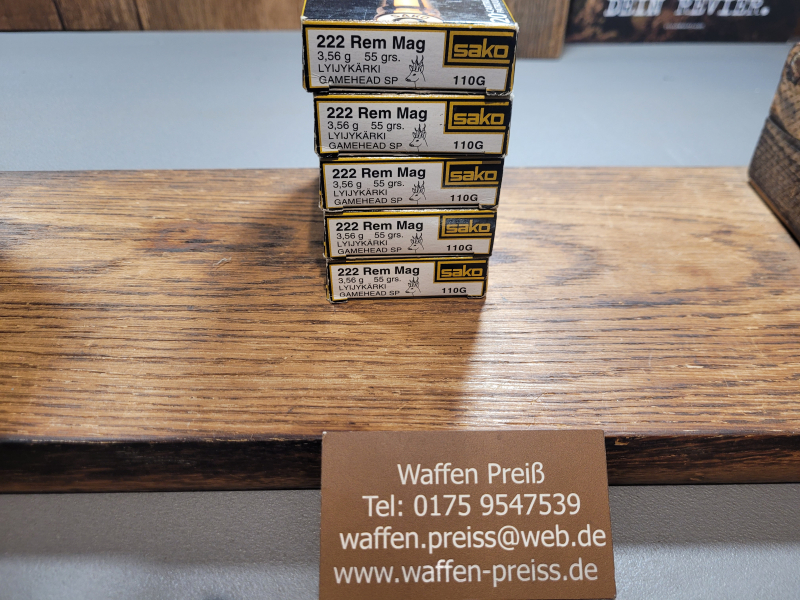 DEIN REVIER.
222 Rem Mag
sako
3,56 g 55 grs.
LYIJYKÄRKI
GAMEHEAD SP
110G
222 Rem Mag
sako
3,56 g 55 grs.
LYIJYKÄRKI
GAMEHEAD SP
110G
222 Rem Mag
sako
3,56 g 55 grs.
LYIJYKÄRKI
GAMEHEAD SP
110G
222 Rem Mag
sako
3,56 g 55 grs.
LYIJYKÄRKI
GAMEHEAD SP
110G
222 Rem Mag
sako
3,56 g 55 grs.
LYIJYKÄRKI
GAMEHEAD SP
110G
Waffen Preiß
Tel: 0175 9547539
waffen.preiss@web.de
www.waffen-preiss.de